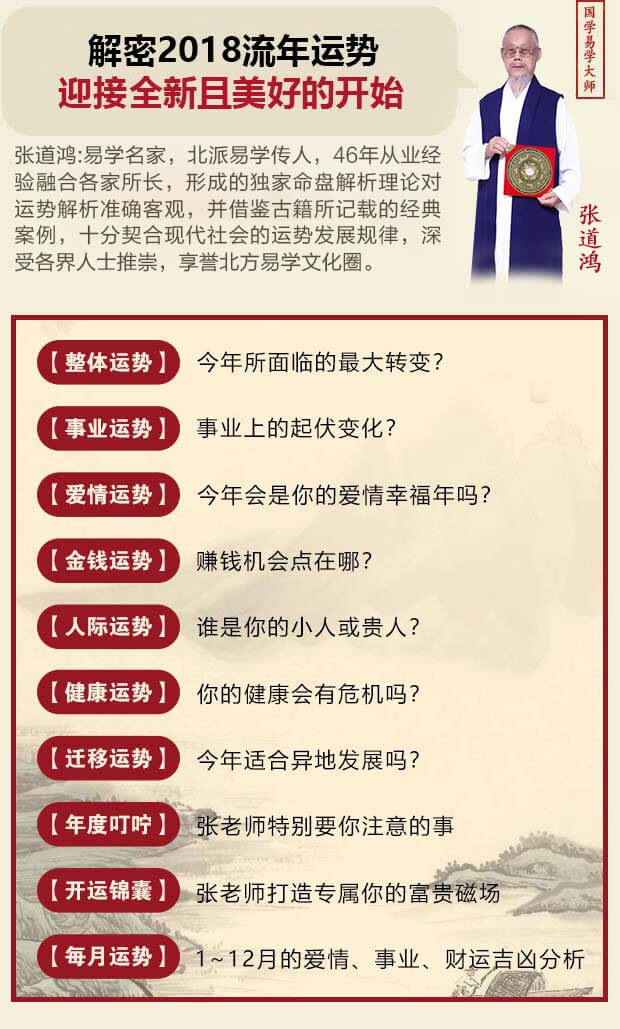 解密2018流年运势
迎接全新且美好的开始
国学易学大师
张道鸿
张道鸿:易学名家，北派易学传人，46年从业经
验融合各家所长，形成的独家命盘解析理论对
运势解析准确客观，并借鉴古籍所记载的经典
案例，十分契合现代社会的运势发展规律，深
受各界人士推崇，享誉北方易学文化圈。
【整体运势】 今年所面临的最大转变?
【事业运势】 事业上的起伏变化?
【爱情运势】 今年会是你的爱情幸福年吗?
【金钱运势】 赚钱机会点在哪?
【人际运势】 谁是你的小人或贵人?
【健康运势】 你的健康会有危机吗?
【迁移运势】 今年适合异地发展吗?
【年度叮咛】 张老师特别要你注意的事
【开运锦囊】 张老师打造专属你的富贵磁场
【每月运势】 1~12月的爱情、事业、财运吉凶分析